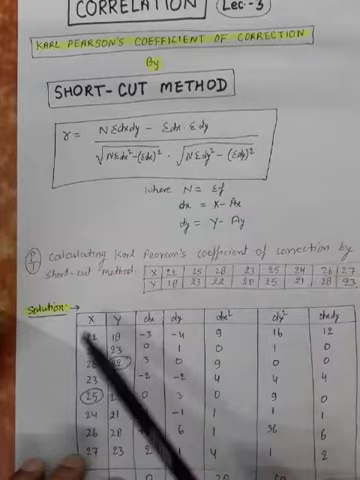 CORRELATION Lec-3
KARL PEARSON'S COEFFICIENT OF CORRECTION
By
SHORT-CUT METHOD
r = NΣdxdy - Σdx·Σdy
√NΣdx²-(Σdx)² · √NΣdy²-(Σdy)²
Where N = Σf
dx = X - Ax
dy = Y - Ay
calculating Karl Pearson's coefficient of correction by
short-cut method.
X 22 25 28 23 25 24 26 27
Y 18 23 22 20 25 21 28 23
Solution:→
X Y dx dy dx² dy² dxdy
22 18 -3 -4 9 16 12
23 0 1 0 1 0
3 0 9 0 0
23 -2 -2 4 4 4
25 0 3 0 9 0
24 21 -1 1 1
26 28 6 1 36 6
27 23 2 1 4 1 2
0